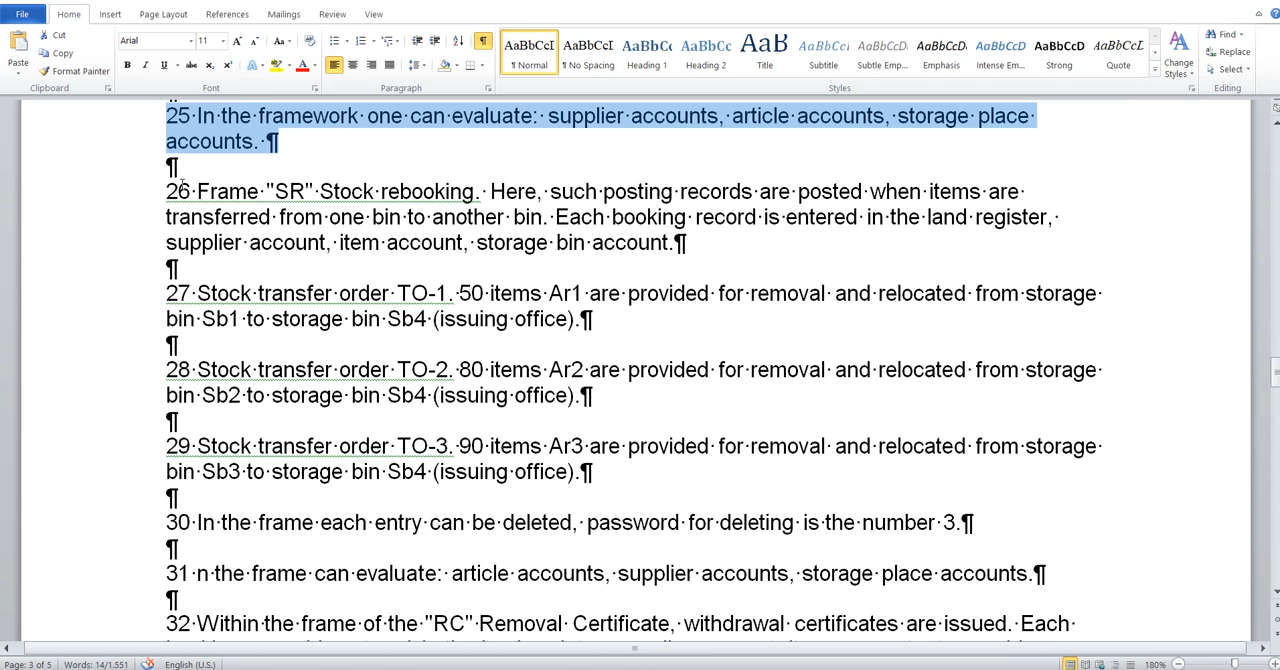 File Home Insert Page Layout References Mailings Review View
Cut
Copy
Format Painter
Paste
Clipboard
Arial 11
Font
Paragraph
AaBbCcI AaBbCcI AaBbCc AaBbCc AaB AaBbCcI AaBbCcDc AaBbCcDc AaBbCcD AaBbCcDc AaBbCcL
¶ Normal ¶ No Spacing Heading 1 Heading 2 Title Subtitle Subtle Emp... Emphasis Intense Em... Strong Quote
Styles
Change
Styles
Find
Replace
Select
Editing
25 In the framework one can evaluate: supplier accounts, article accounts, storage place
accounts. ¶
¶
26 Frame "SR" Stock rebooking. Here, such posting records are posted when items are
transferred from one bin to another bin. Each booking record is entered in the land register,
supplier account, item account, storage bin account.¶
¶
27 Stock transfer order TO-1. 50 items Ar1 are provided for removal and relocated from storage
bin Sb1 to storage bin Sb4 (issuing office).¶
¶
28 Stock transfer order TO-2. 80 items Ar2 are provided for removal and relocated from storage
bin Sb2 to storage bin Sb4 (issuing office).¶
¶
29 Stock transfer order TO-3. 90 items Ar3 are provided for removal and relocated from storage
bin Sb3 to storage bin Sb4 (issuing office).¶
¶
30 In the frame each entry can be deleted, password for deleting is the number 3.¶
¶
31 n the frame can evaluate: article accounts, supplier accounts, storage place accounts.¶
¶
32 Within the frame of the "RC" Removal Certificate, withdrawal certificates are issued. Each
Page: 3 of 5 Words: 14/1.551 English (U.S.) 180%